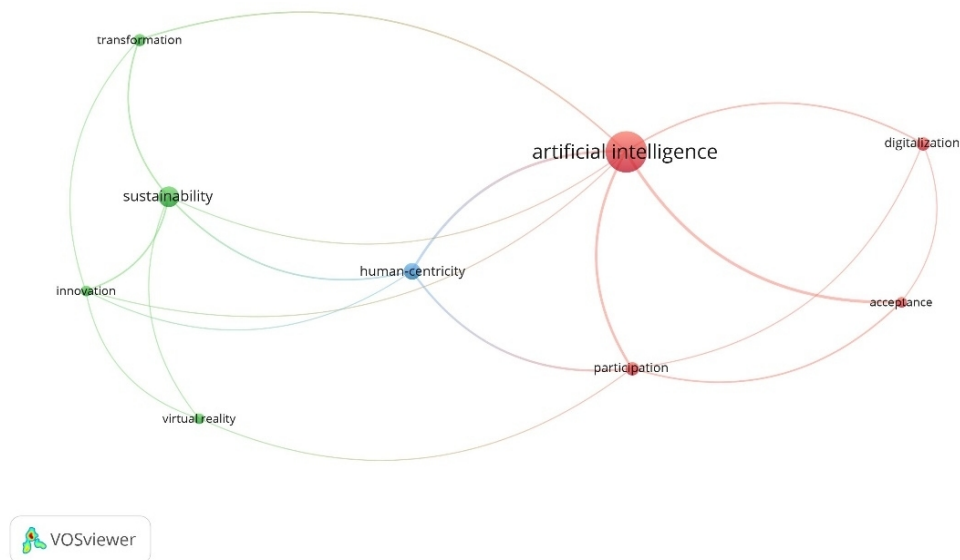 transformation
artificial intelligence
digitalization
sustainability
human-centricity
innovation
acceptance
participation
virtual reality
VOSviewer